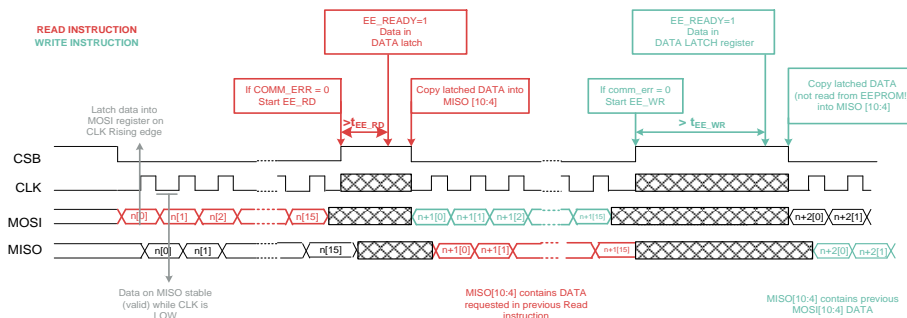 READ INSTRUCTION
WRITE INSTRUCTION
EE_READY=1
Data in
DATA latch
EE_READY=1
Data in
DATA LATCH register
Latch data into
MOSI register on
CLK Rising edge
If COMM_ERR = 0
Start EE_RD
Copy latched DATA into
MISO [10:4]
If comm_err = 0
Start EE_WR
Copy latched DATA
(not read from EEPROM!
into MISO [10:4]
>tEE_RD
> tEE_WR
CSB
CLK
MOSI
n[0] n[1] n[2] n[15] n+1[0] n+1[1] n+1[2] n+1[15] n+2[0] n+2[1]
MISO
n[0] n[1] n[15] n+1[0] n+1[1] n+1[15] n+2[0] n+2[1]
Data on MISO stable
(valid) while CLK is
LOW
MISO[10:4] contains DATA
requested in previous Read
instruction
MISO[10:4] contains previous
MOSI[10:4] DATA